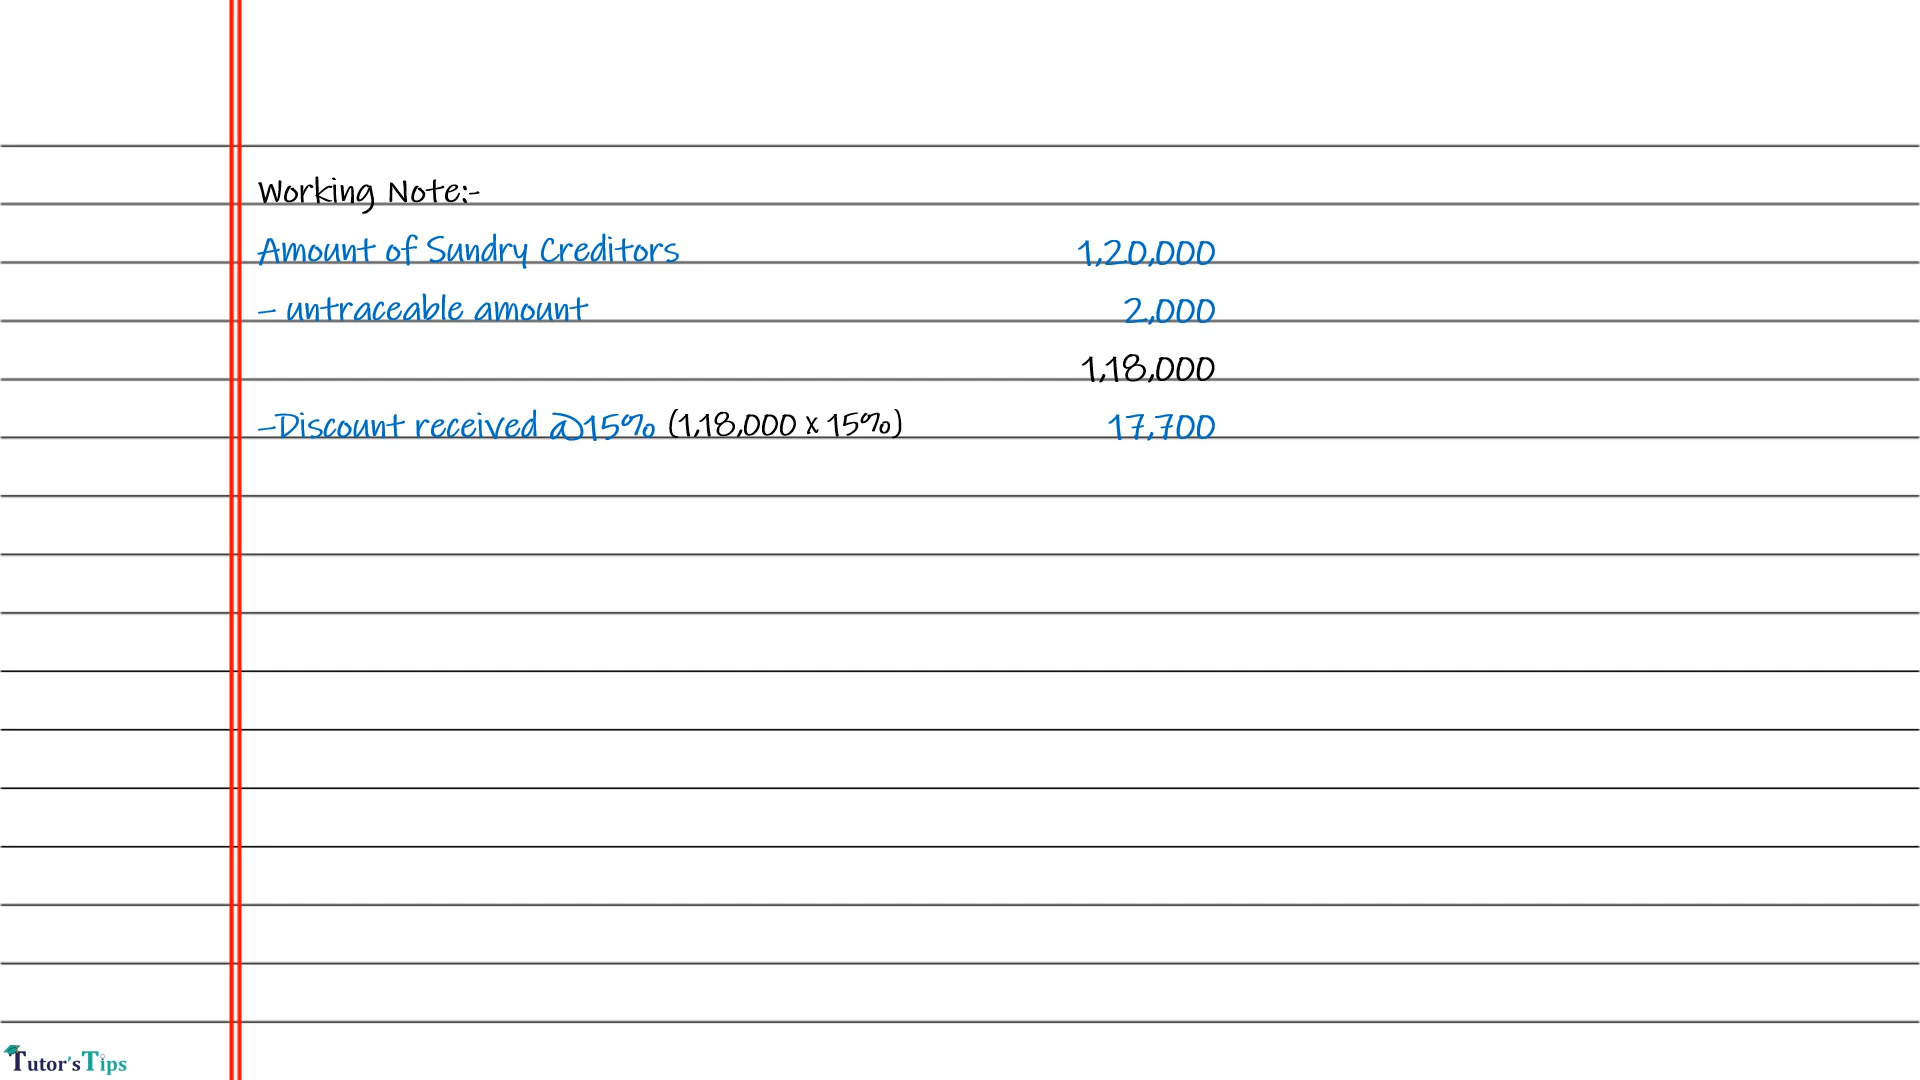 Working Note:-
Amount of Sundry Creditors 1,20,000
– untraceable amount 2,000
1,18,000
–Discount received @15% (1,18,000 x 15%) 17,700
Tutor'sTips